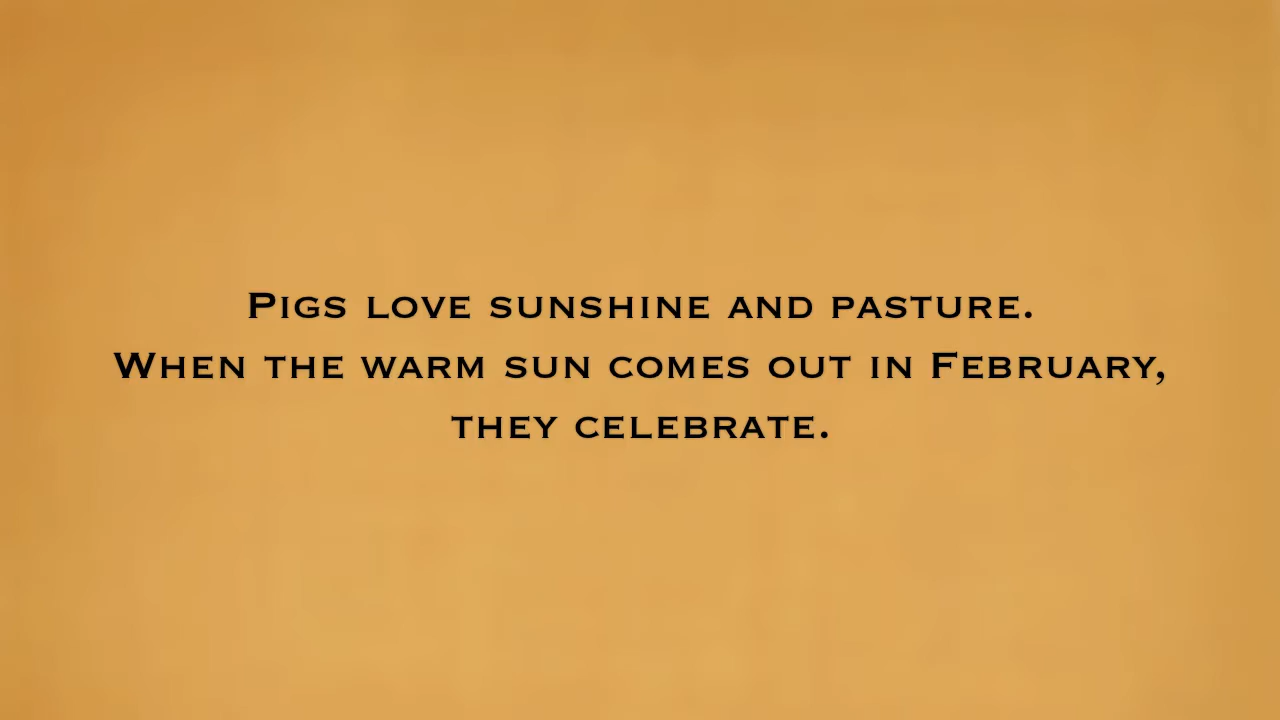 Pigs love sunshine and pasture.
When the warm sun comes out in February,
they celebrate.